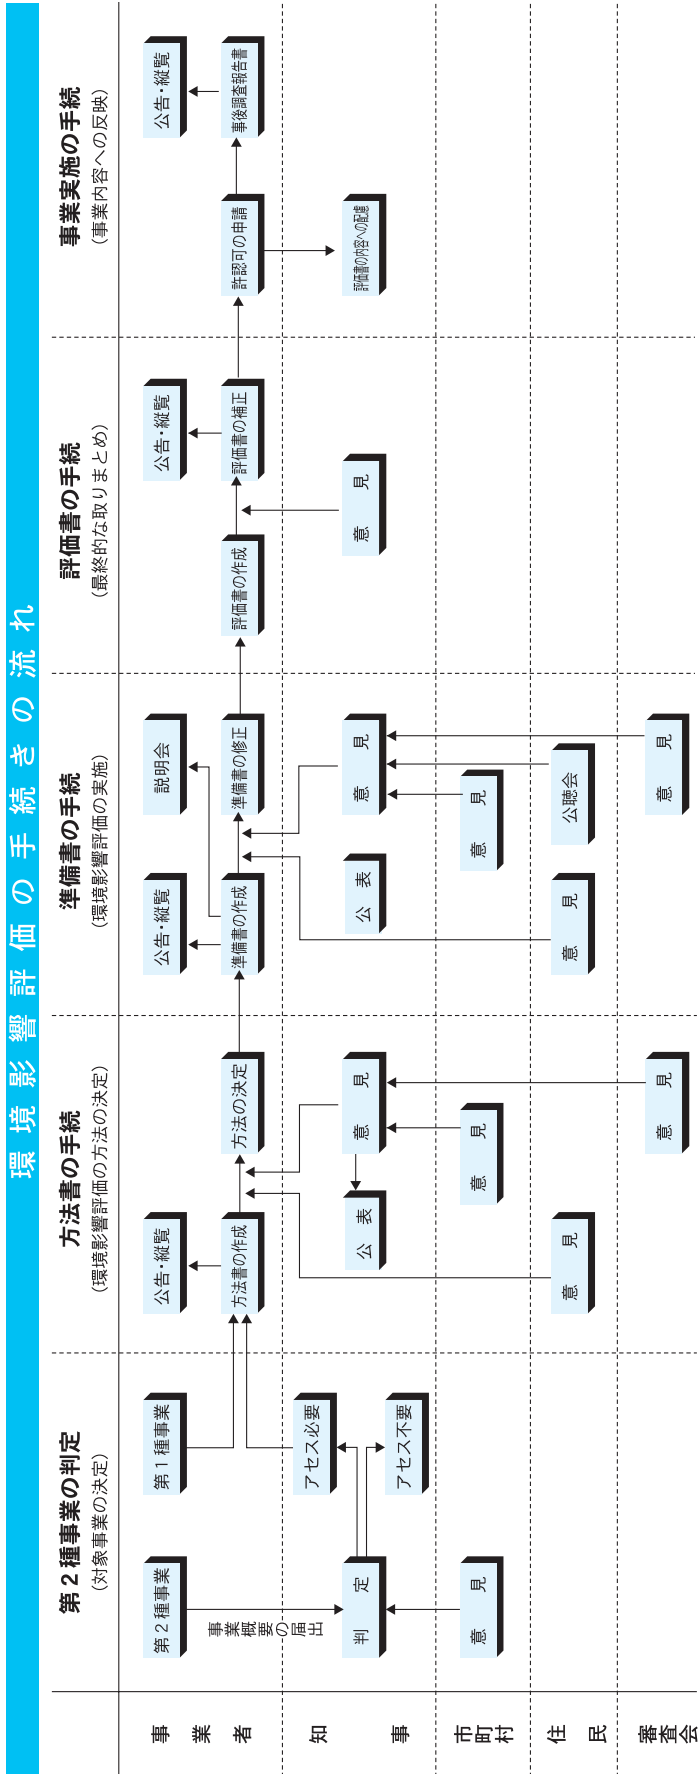 環境影響評価の手続きの流れ
第2種事業の判定
(対象事業の決定)
方法書の手続
(環境影響評価の方法の決定)
準備書の手続
(環境影響評価の実施)
評価書の手続
(最終的な取りまとめ)
事業実施の手続
(事業内容への反映)
事業者
第2種事業
第1種事業
公告・縦覧
公告・縦覧
説明会
公告・縦覧
公告・縦覧
事業概要の届出
方法書の作成
方法の決定
準備書の作成
準備書の修正
評価書の作成
評価書の補正
許認可の申請
事後調査報告書
知事
判定
アセス必要
アセス不要
公表
意見
公表
意見
意見
評価書の内容への配慮
市町村
意見
意見
意見
住民
意見
意見
公聴会
審査会
意見
意見